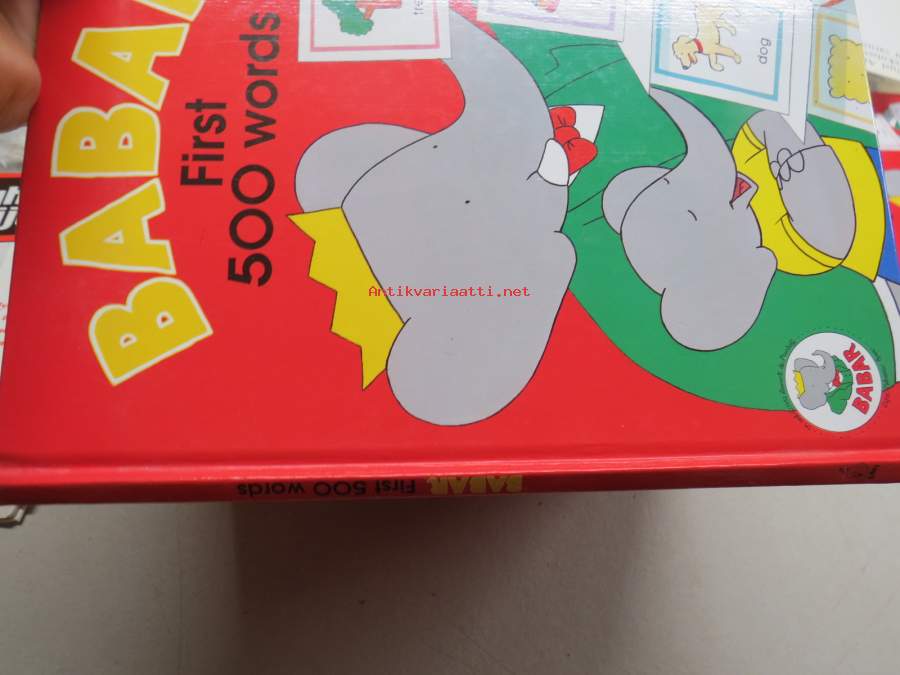 BABAR
First
500 words
dog
Antikvariaatti.net
BABAR
BABAR First 500 words